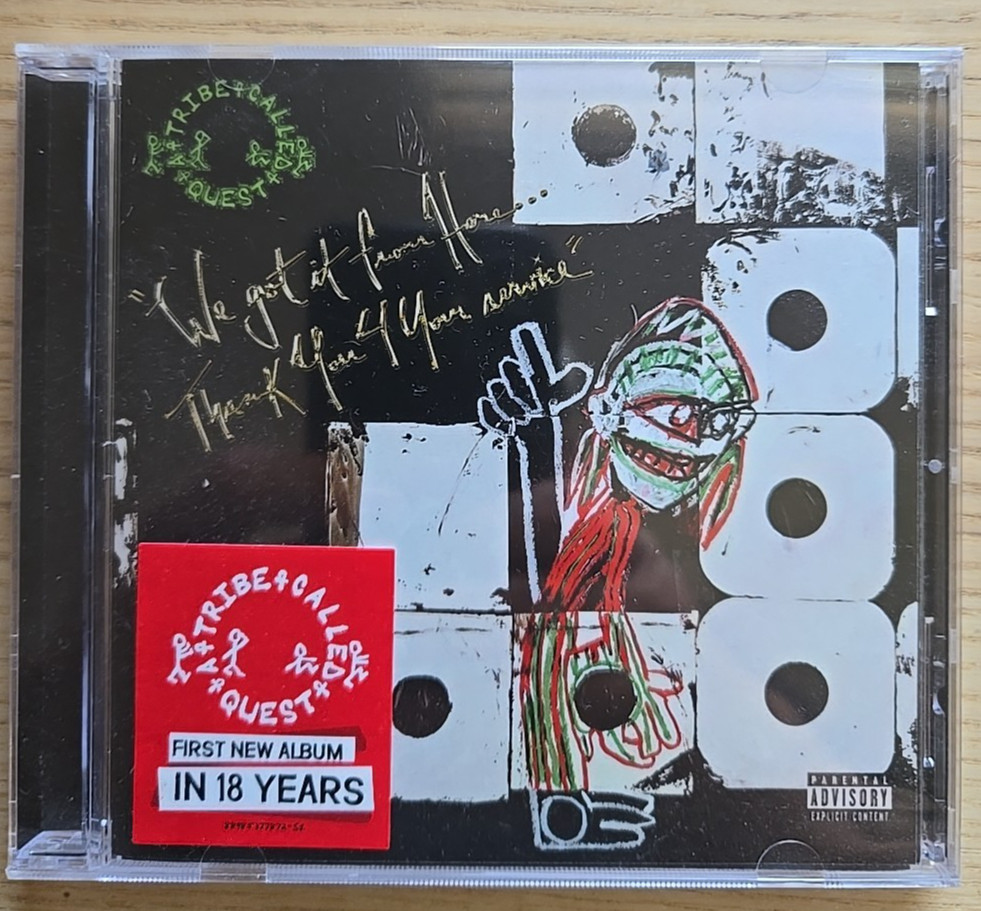 A+TRIBE+CALLED+QUEST+
"We got it from Here...
Thank You 4 Your service"
A+TRIBE+CALLED+QUEST+
FIRST NEW ALBUM
IN 18 YEARS
PARENTAL
ADVISORY
EXPLICIT CONTENT